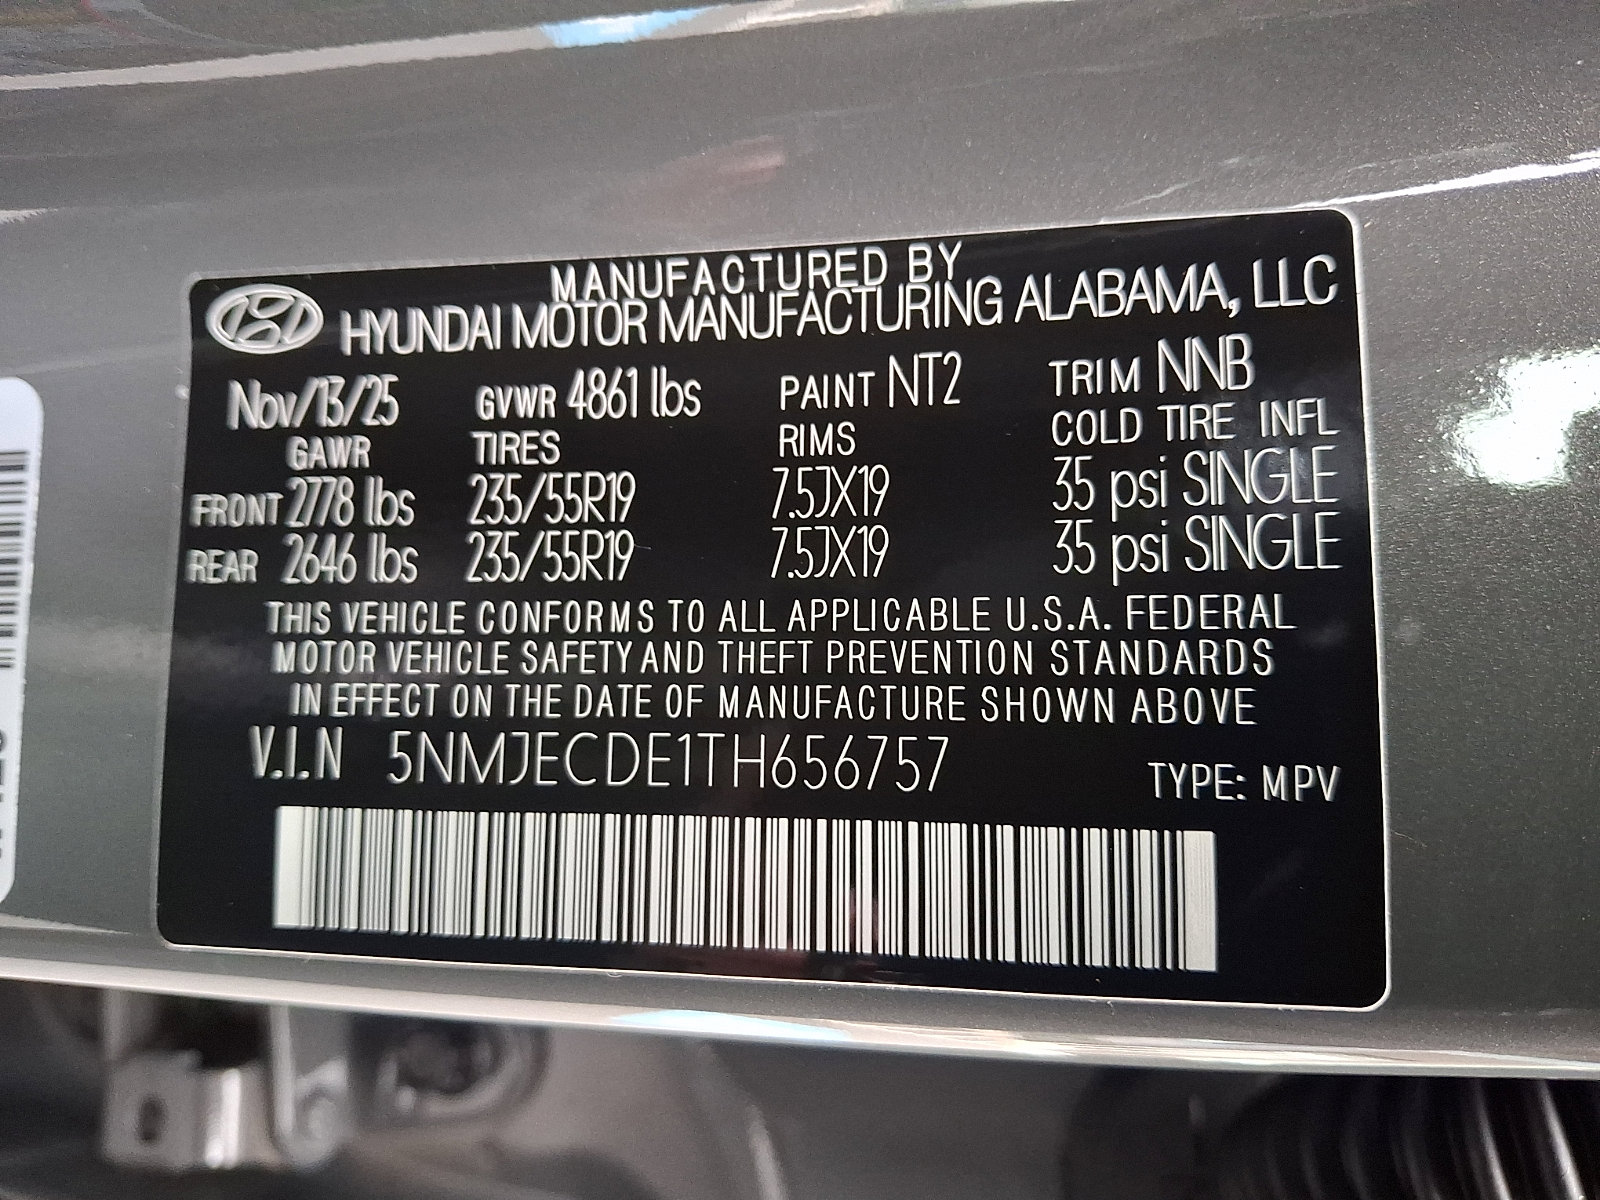 MANUFACTURED BY
HYUNDAI MOTOR MANUFACTURING ALABAMA, LLC
Nov/13/25 GVWR 4861 lbs PAINT NT2 TRIM NNB
GAWR TIRES RIMS COLD TIRE INFL
FRONT 2778 lbs 235/55R19 7.5JX19 35 psi SINGLE
REAR 2646 lbs 235/55R19 7.5JX19 35 psi SINGLE
THIS VEHICLE CONFORMS TO ALL APPLICABLE U.S.A. FEDERAL
MOTOR VEHICLE SAFETY AND THEFT PREVENTION STANDARDS
IN EFFECT ON THE DATE OF MANUFACTURE SHOWN ABOVE
V.I.N 5NMJECDE1TH656757 TYPE: MPV